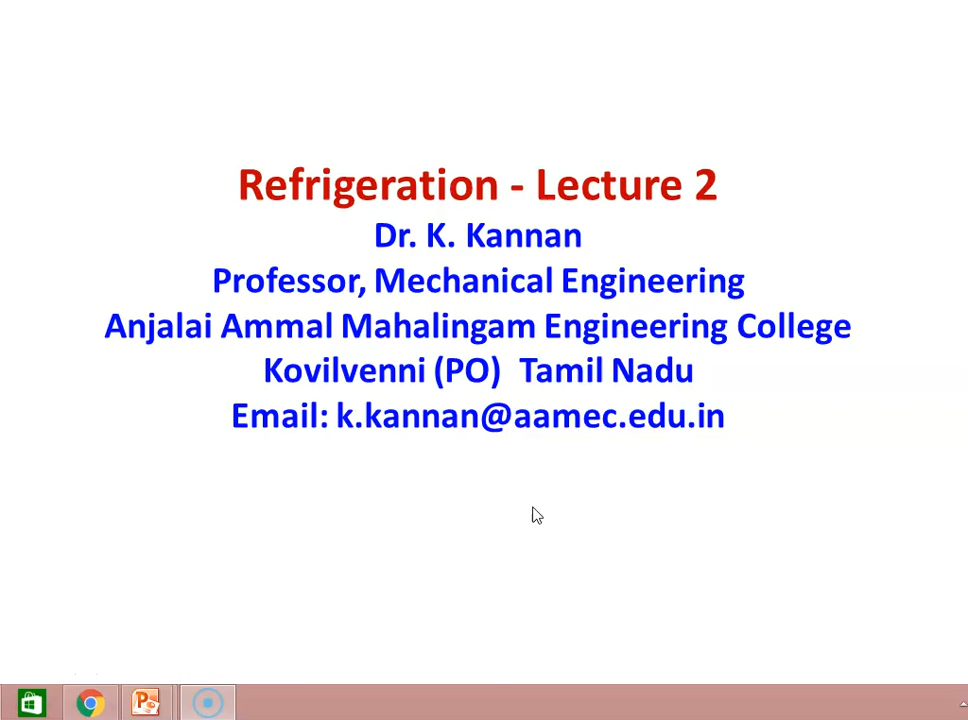 Refrigeration - Lecture 2
Dr. K. Kannan
Professor, Mechanical Engineering
Anjalai Ammal Mahalingam Engineering College
Kovilvenni (PO) Tamil Nadu
Email: k.kannan@aamec.edu.in